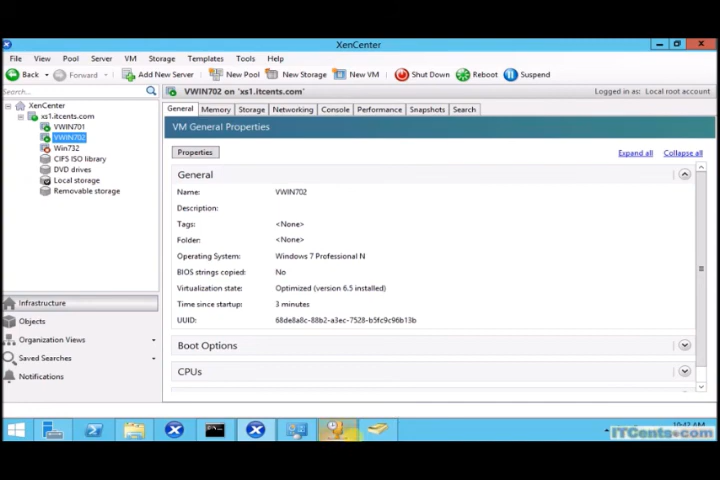 XenCenter
File View Pool Server VM Storage Templates Tools Help
Back Forward Add New Server New Pool New Storage New VM Shut Down Reboot Suspend
Search...
VWIN702 on 'xs1.itcents.com'
Logged in as: Local root account
XenCenter
xs1.itcents.com
VWIN701
VWIN702
Win732
CIFS ISO library
DVD drives
Local storage
Removable storage
General Memory Storage Networking Console Performance Snapshots Search
VM General Properties
Properties
Expand all Collapse all
General
Name: VWIN702
Description:
Tags: <None>
Folder: <None>
Operating System: Windows 7 Professional N
BIOS strings copied: No
Virtualization state: Optimized (version 6.5 installed)
Time since startup: 3 minutes
UUID: 68de8a8c-88b2-a3ec-7528-b5fc9c96b13b
Boot Options
CPUs
Infrastructure
Objects
Organization Views
Saved Searches
Notifications
ITCents.com